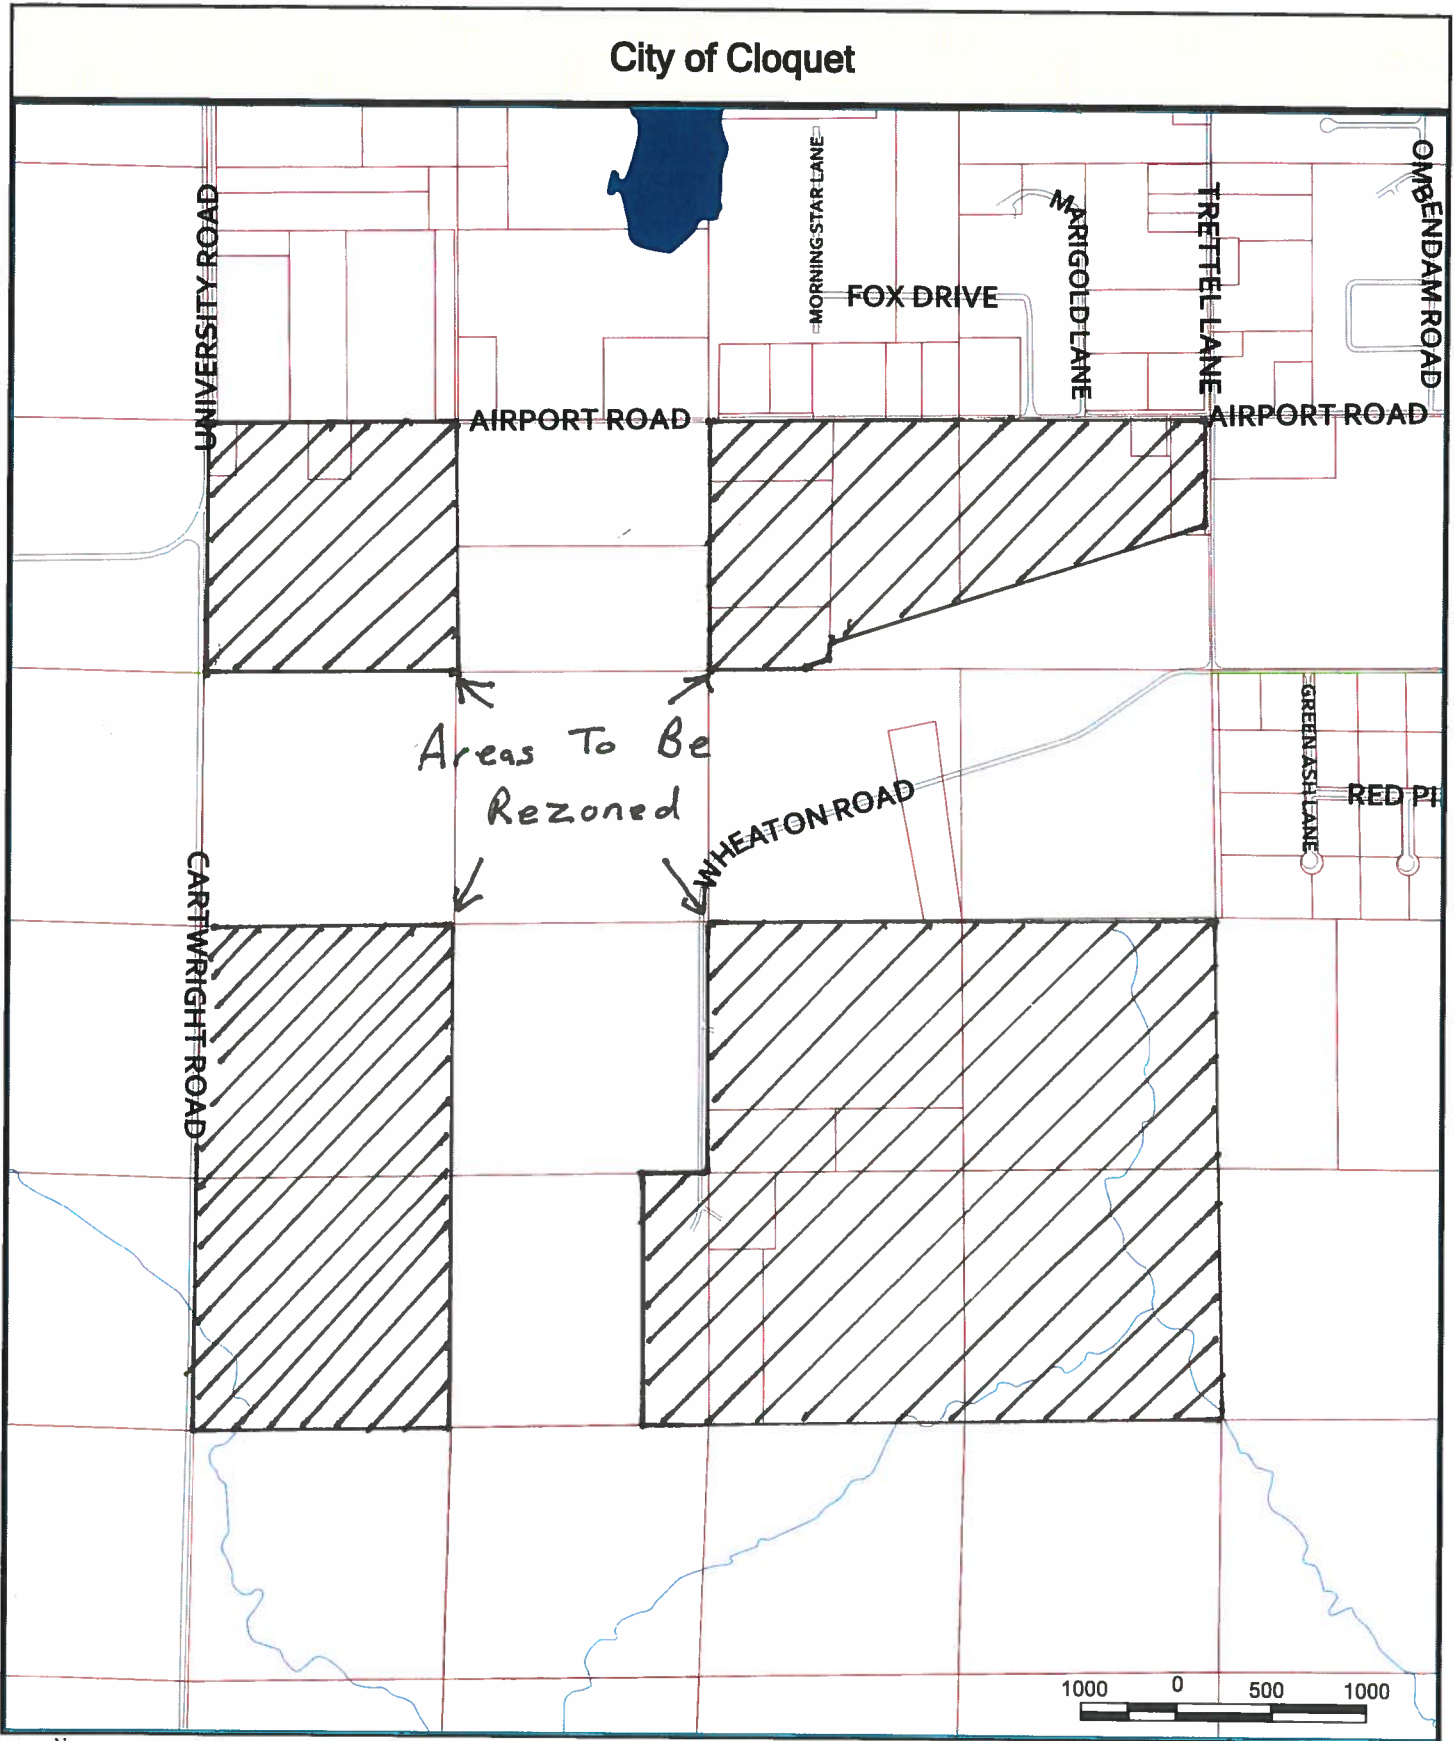 City of Cloquet
UNIVERSITY ROAD
MORNING STAR LANE
FOX DRIVE
MARIGOLD LANE
TRETTEL LANE
OMBENDAM ROAD
AIRPORT ROAD
AIRPORT ROAD
Areas To Be
Rezoned
WHEATON ROAD
GREEN ASH LANE
RED PI
CARTWRIGHT ROAD
1000 0 500 1000